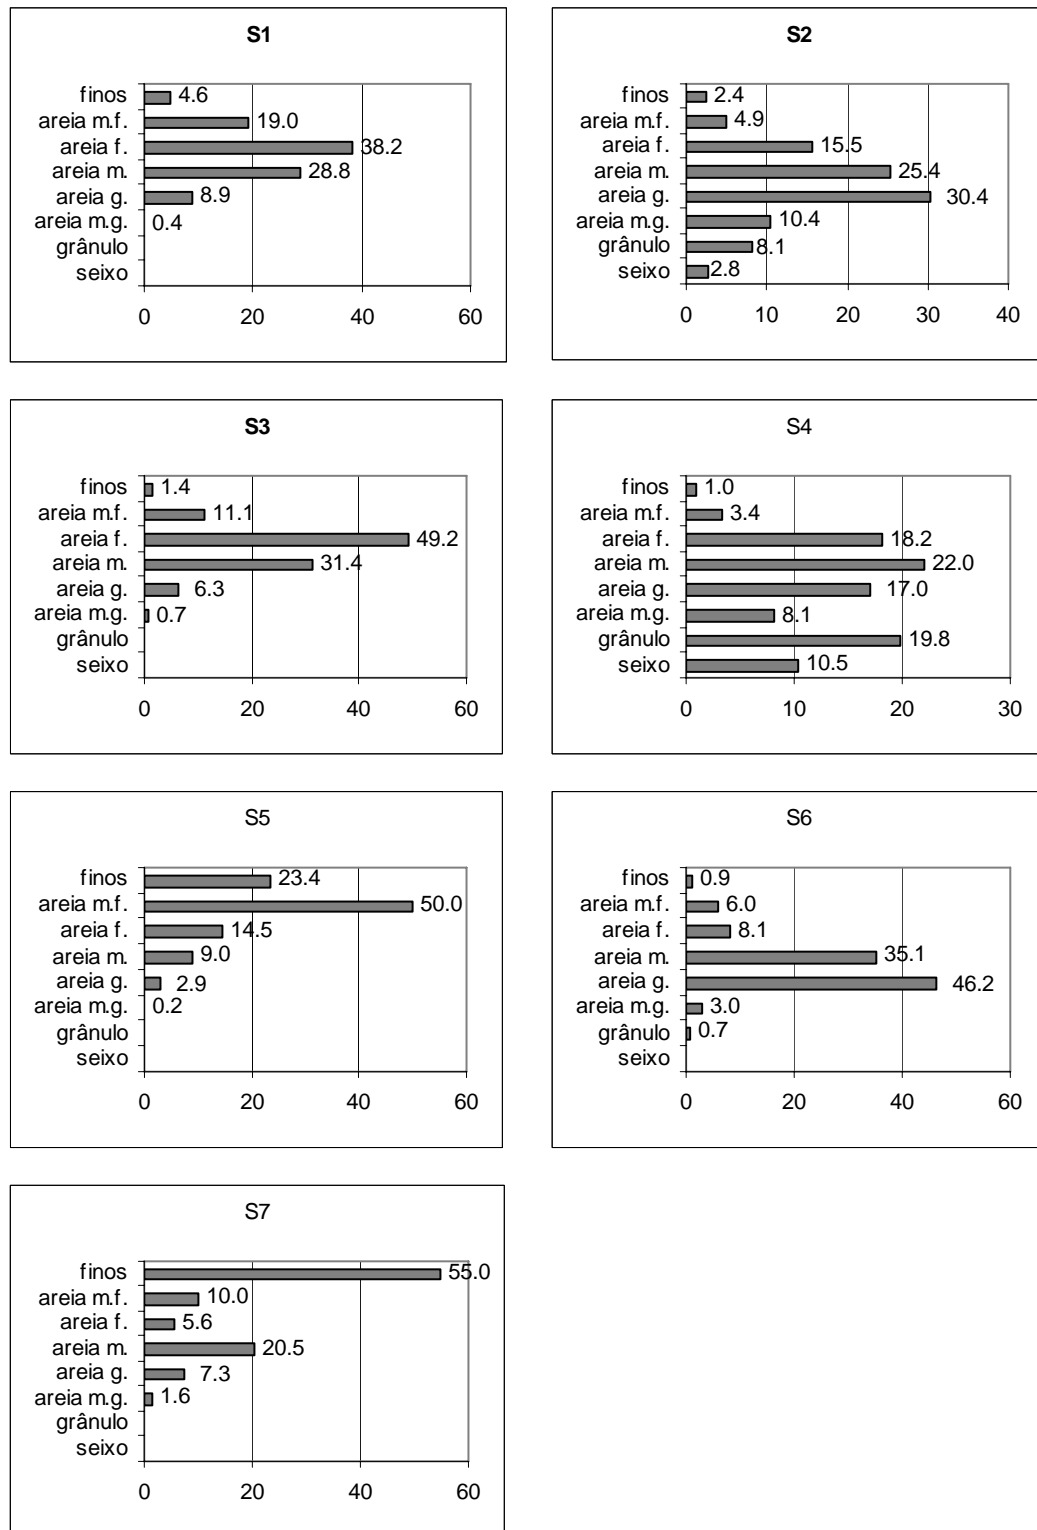 S1
finos 4.6
areia m.f. 19.0
areia f. 38.2
areia m. 28.8
areia g. 8.9
areia m.g. 0.4
grânulo
seixo
0 20 40 60
S2
finos 2.4
areia m.f. 4.9
areia f. 15.5
areia m. 25.4
areia g. 30.4
areia m.g. 10.4
grânulo 8.1
seixo 2.8
0 10 20 30 40
S3
finos 1.4
areia m.f. 11.1
areia f. 49.2
areia m. 31.4
areia g. 6.3
areia m.g. 0.7
grânulo
seixo
0 20 40 60
S4
finos 1.0
areia m.f. 3.4
areia f. 18.2
areia m. 22.0
areia g. 17.0
areia m.g. 8.1
grânulo 19.8
seixo 10.5
0 10 20 30
S5
finos 23.4
areia m.f. 50.0
areia f. 14.5
areia m. 9.0
areia g. 2.9
areia m.g. 0.2
grânulo
seixo
0 20 40 60
S6
finos 0.9
areia m.f. 6.0
areia f. 8.1
areia m. 35.1
areia g. 46.2
areia m.g. 3.0
grânulo 0.7
seixo
0 20 40 60
S7
finos 55.0
areia m.f. 10.0
areia f. 5.6
areia m. 20.5
areia g. 7.3
areia m.g. 1.6
grânulo
seixo
0 20 40 60